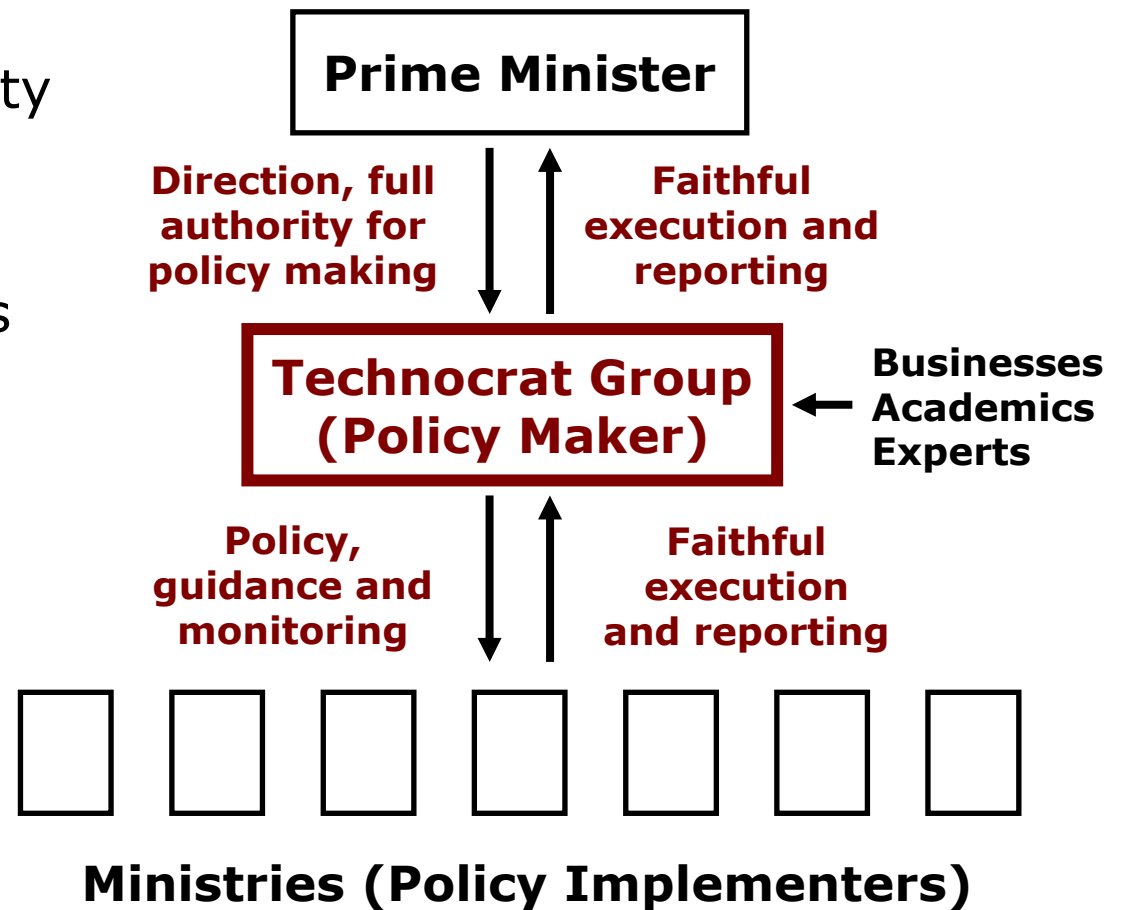 Prime Minister
ty
Direction, full
authority for
policy making
Faithful
execution and
reporting
s
Technocrat Group
(Policy Maker)
Businesses
Academics
Experts
Policy,
guidance and
monitoring
Faithful
execution
and reporting
Ministries (Policy Implementers)